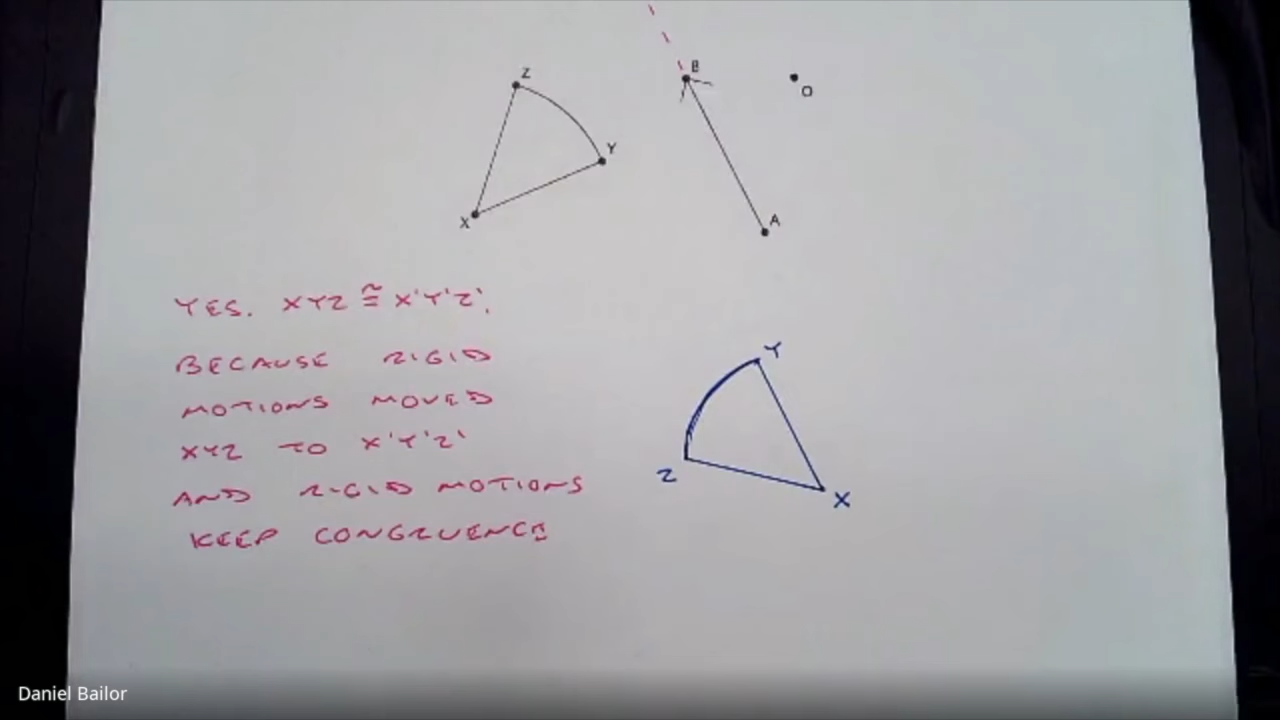 Z
B
O
Y
X
A
YES. XYZ ≅ X'Y'Z'.
BECAUSE RIGID
MOTIONS MOVED
XYZ TO X'Y'Z'
AND RIGID MOTIONS
KEEP CONGRUENCE
Y
Z
X
Daniel Bailor